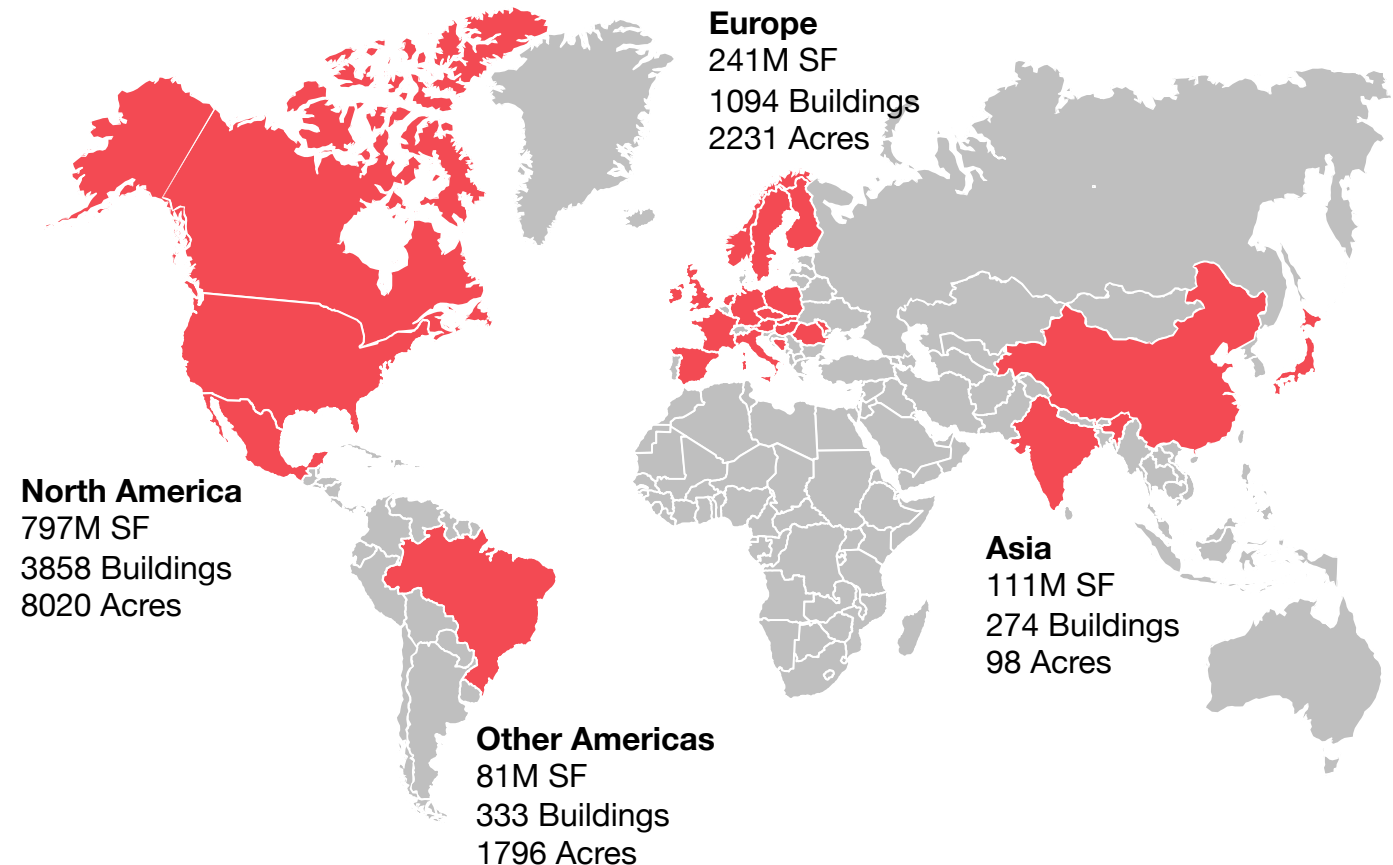 Europe
241M SF
1094 Buildings
2231 Acres
North America
797M SF
3858 Buildings
8020 Acres
Asia
111M SF
274 Buildings
98 Acres
Other Americas
81M SF
333 Buildings
1796 Acres